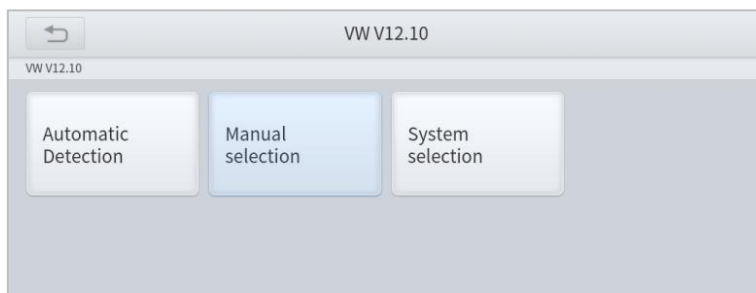 VW V12.10
VW V12.10
Automatic
Detection
Manual
selection
System
selection